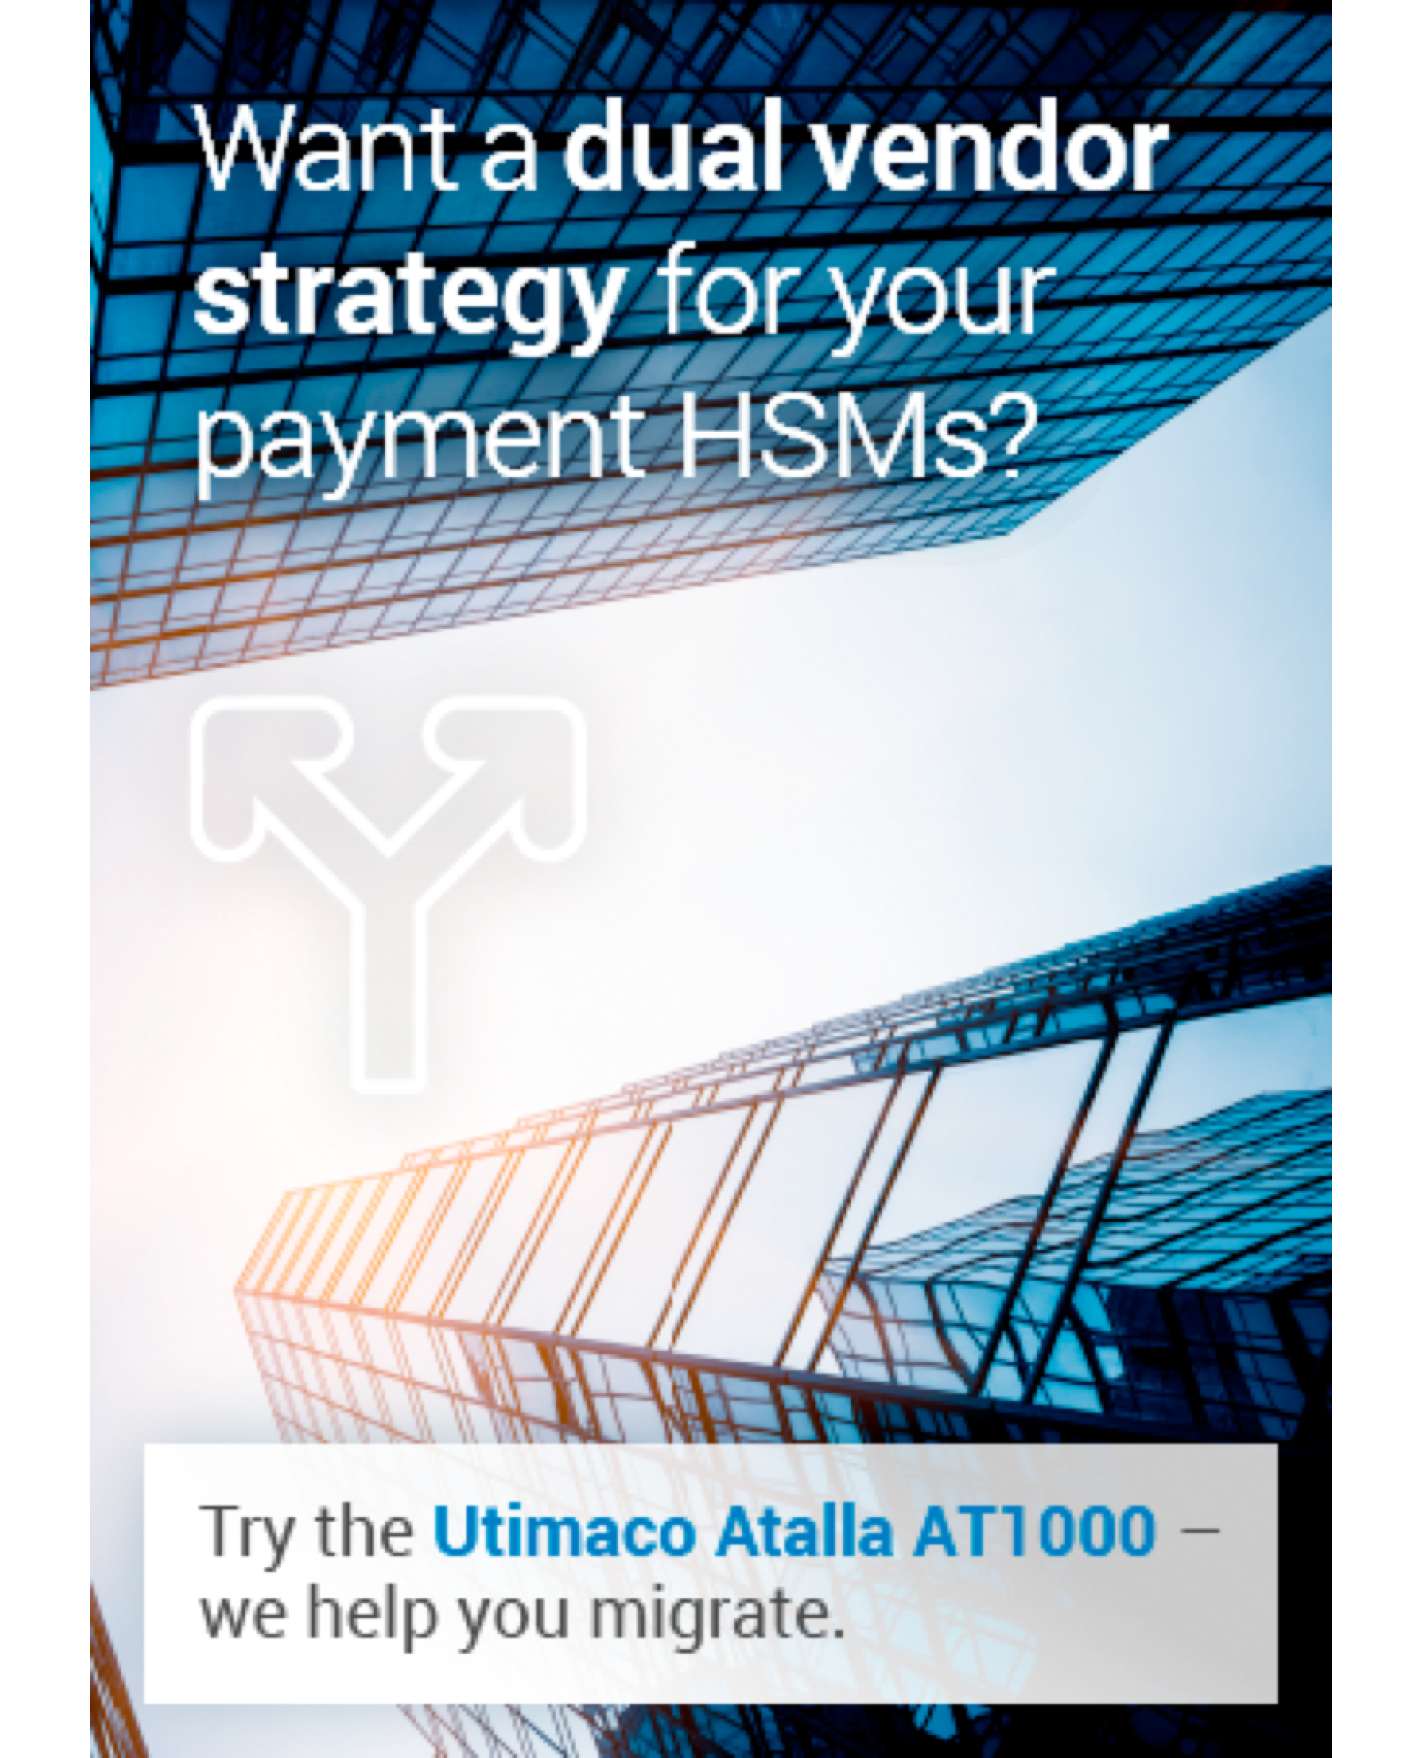 Want a dual vendor
strategy for your
payment HSMs?
Try the Utimaco Atalla AT1000 –
we help you migrate.